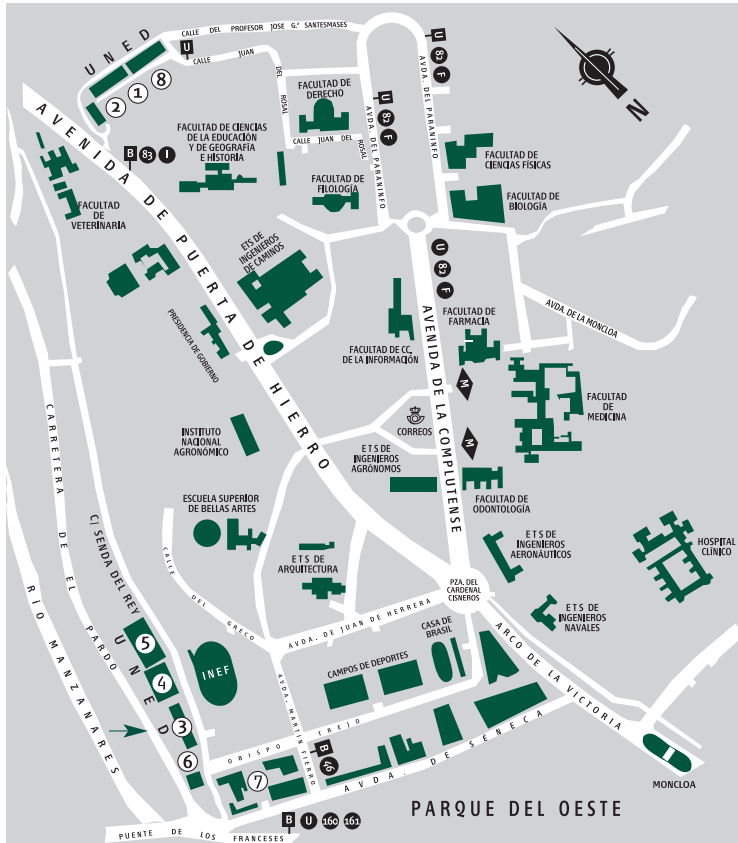 CALLE DEL PROFESOR JOSÉ G.ª SANTESMASES
UNED
U
CALLE JUAN DEL ROSAL
8
1
2
U
82
F
AVDA. DEL PARANINFO
N
AVENIDA DE PUERTA DE HIERRO
B 83 I
FACULTAD DE
DERECHO
U
82
F
AVDA. DEL PARANINFO
FACULTAD DE CIENCIAS
DE LA EDUCACIÓN
Y DE GEOGRAFÍA
E HISTORIA
CALLE JUAN DEL ROSAL
FACULTAD DE
CIENCIAS FÍSICAS
FACULTAD DE
FILOLOGÍA
FACULTAD DE
BIOLOGÍA
FACULTAD
DE
VETERINARIA
ETS DE
INGENIEROS
DE CAMINOS
U
82
F
AVENIDA DE LA COMPLUTENSE
AVDA. DE LA MONCLOA
PRESIDENCIA DE GOBIERNO
FACULTAD DE
FARMACIA
FACULTAD DE CC.
DE LA INFORMACIÓN
M
FACULTAD
DE
MEDICINA
CORREOS
M
INSTITUTO
NACIONAL
AGRONÓMICO
E T S DE
INGENIEROS
AGRÓNOMOS
FACULTAD DE
ODONTOLOGÍA
CARRETERA DE EL PARDO
ESCUELA SUPERIOR
DE BELLAS ARTES
C/ SENDA DEL REY
E T S DE
INGENIEROS
AERONÁUTICOS
HOSPITAL
CLÍNICO
E T S DE
ARQUITECTURA
CALLE DEL GRECO
PZA. DEL
CARDENAL
CISNEROS
RÍO MANZANARES
E T S DE
INGENIEROS
NAVALES
AVDA. DE JUAN DE HERRERA
CASA DE
BRASIL
ARCO DE LA VICTORIA
UNED
5
4
3
6
INEF
CAMPOS DE DEPORTES
AVDA. MARTÍN FIERRO
OBISPO TREJO
B
46
7
AVDA. DE SÉNECA
MONCLOA
PARQUE DEL OESTE
B U 160 161
PUENTE DE LOS FRANCESES